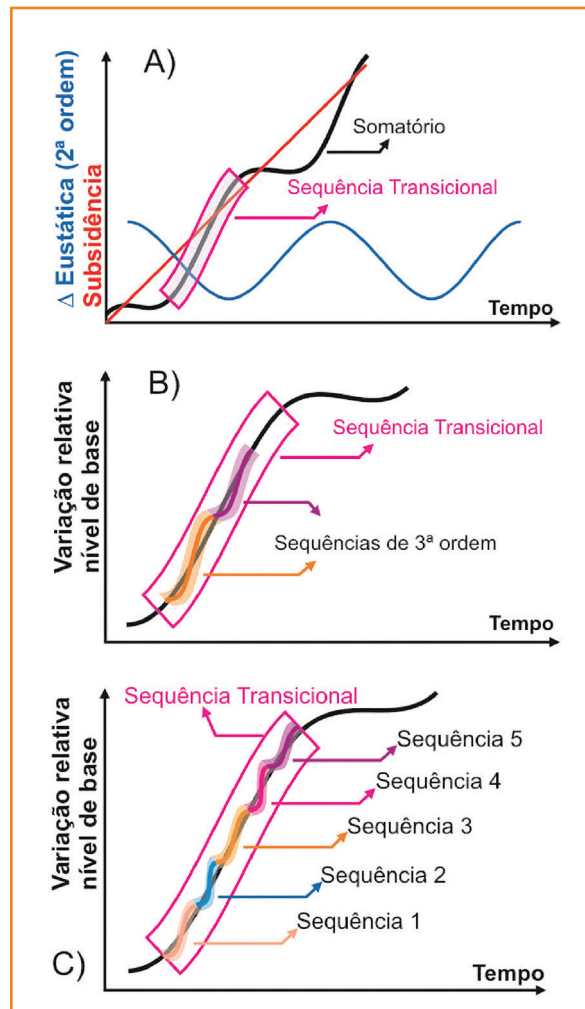 A)
Δ Eustática (2ª ordem)
Subsidência
Somatório
Sequência Transicional
Tempo
B)
Variação relativa
nível de base
Sequência Transicional
Sequências de 3ª ordem
Tempo
C)
Variação relativa
nível de base
Sequência Transicional
Sequência 5
Sequência 4
Sequência 3
Sequência 2
Sequência 1
Tempo